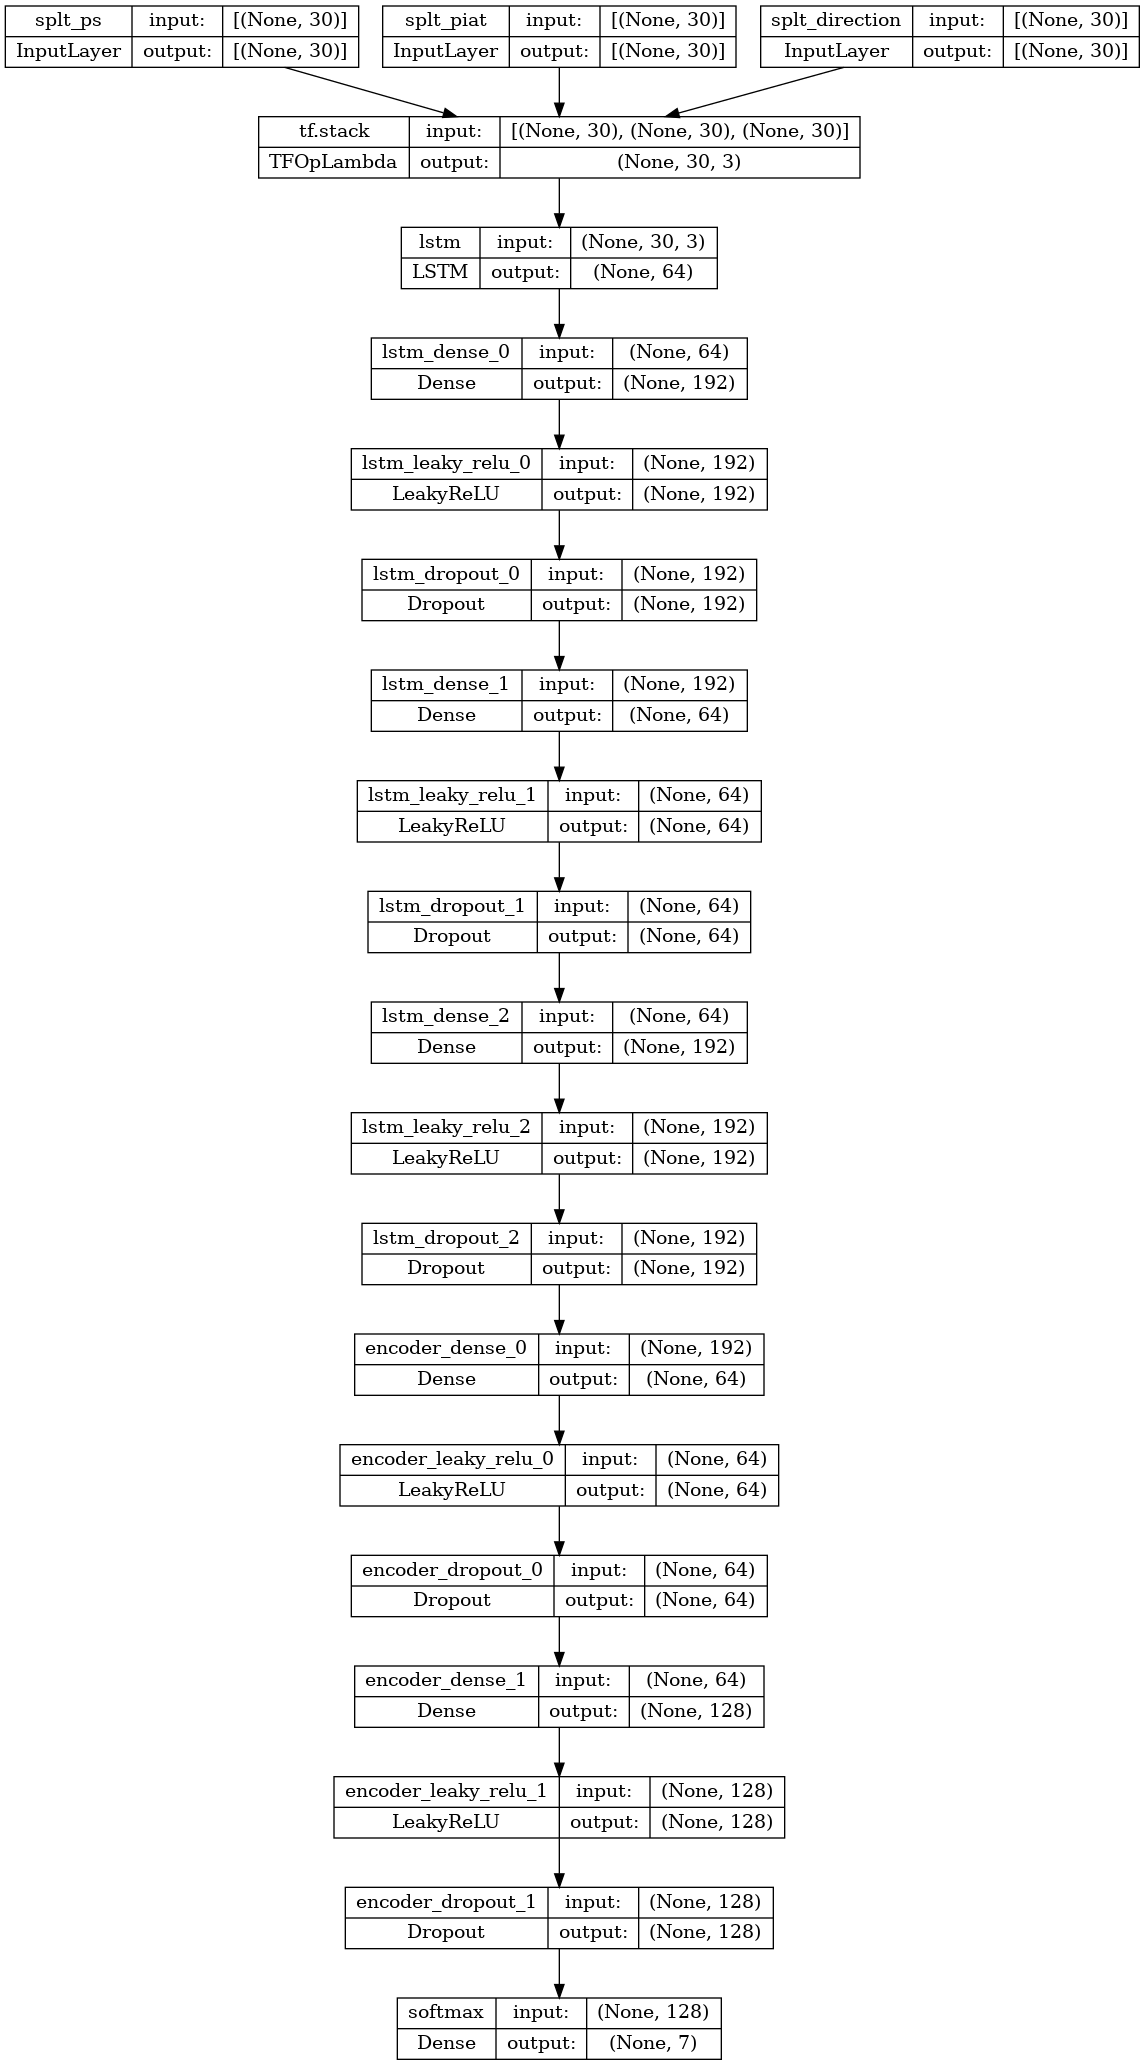 splt_ps input: [(None, 30)] splt_piat input: [(None, 30)] splt_direction input: [(None, 30)]
InputLayer output: [(None, 30)] InputLayer output: [(None, 30)] InputLayer output: [(None, 30)]
tf.stack input: [(None, 30), (None, 30), (None, 30)]
TFOpLambda output: (None, 30, 3)
lstm input: (None, 30, 3)
LSTM output: (None, 64)
lstm_dense_0 input: (None, 64)
Dense output: (None, 192)
lstm_leaky_relu_0 input: (None, 192)
LeakyReLU output: (None, 192)
lstm_dropout_0 input: (None, 192)
Dropout output: (None, 192)
lstm_dense_1 input: (None, 192)
Dense output: (None, 64)
lstm_leaky_relu_1 input: (None, 64)
LeakyReLU output: (None, 64)
lstm_dropout_1 input: (None, 64)
Dropout output: (None, 64)
lstm_dense_2 input: (None, 64)
Dense output: (None, 192)
lstm_leaky_relu_2 input: (None, 192)
LeakyReLU output: (None, 192)
lstm_dropout_2 input: (None, 192)
Dropout output: (None, 192)
encoder_dense_0 input: (None, 192)
Dense output: (None, 64)
encoder_leaky_relu_0 input: (None, 64)
LeakyReLU output: (None, 64)
encoder_dropout_0 input: (None, 64)
Dropout output: (None, 64)
encoder_dense_1 input: (None, 64)
Dense output: (None, 128)
encoder_leaky_relu_1 input: (None, 128)
LeakyReLU output: (None, 128)
encoder_dropout_1 input: (None, 128)
Dropout output: (None, 128)
softmax input: (None, 128)
Dense output: (None, 7)